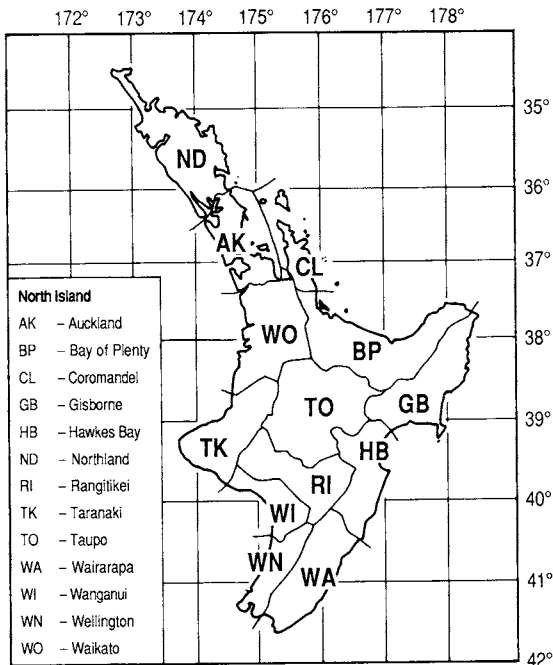 172° 174° 175° 176° 177° 178°
35°
ND
36°
AK
CL
37°
North Island
AK – Auckland
WO
38°
BP – Bay of Plenty
BP
CL – Coromandel
GB – Gisborne
TO
GB
39°
HB – Hawkes Bay
TK
HB
ND – Northland
RI – Rangitikei
RI
40°
TK – Taranaki
WI
TO – Taupo
WN
WA – Wairarapa
WA
41°
WI – Wanganui
WN – Wellington
WO – Waikato
42°